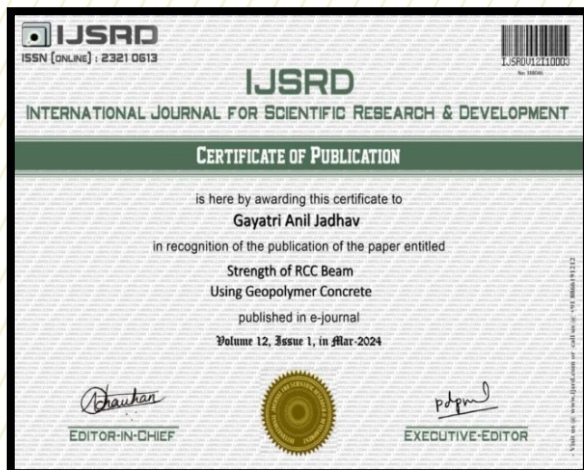 IJSRD
ISSN [ONLINE] : 2321 0613
IJSRDV12I10003
IJSRD
INTERNATIONAL JOURNAL FOR SCIENTIFIC RESEARCH & DEVELOPMENT
CERTIFICATE OF PUBLICATION
is here by awarding this certificate to
Gayatri Anil Jadhav
in recognition of the publication of the paper entitled
Strength of RCC Beam
Using Geopolymer Concrete
published in e-journal
Volume 12, Issue 1, in Mar-2024
EDITOR-IN-CHIEF
EXECUTIVE-EDITOR